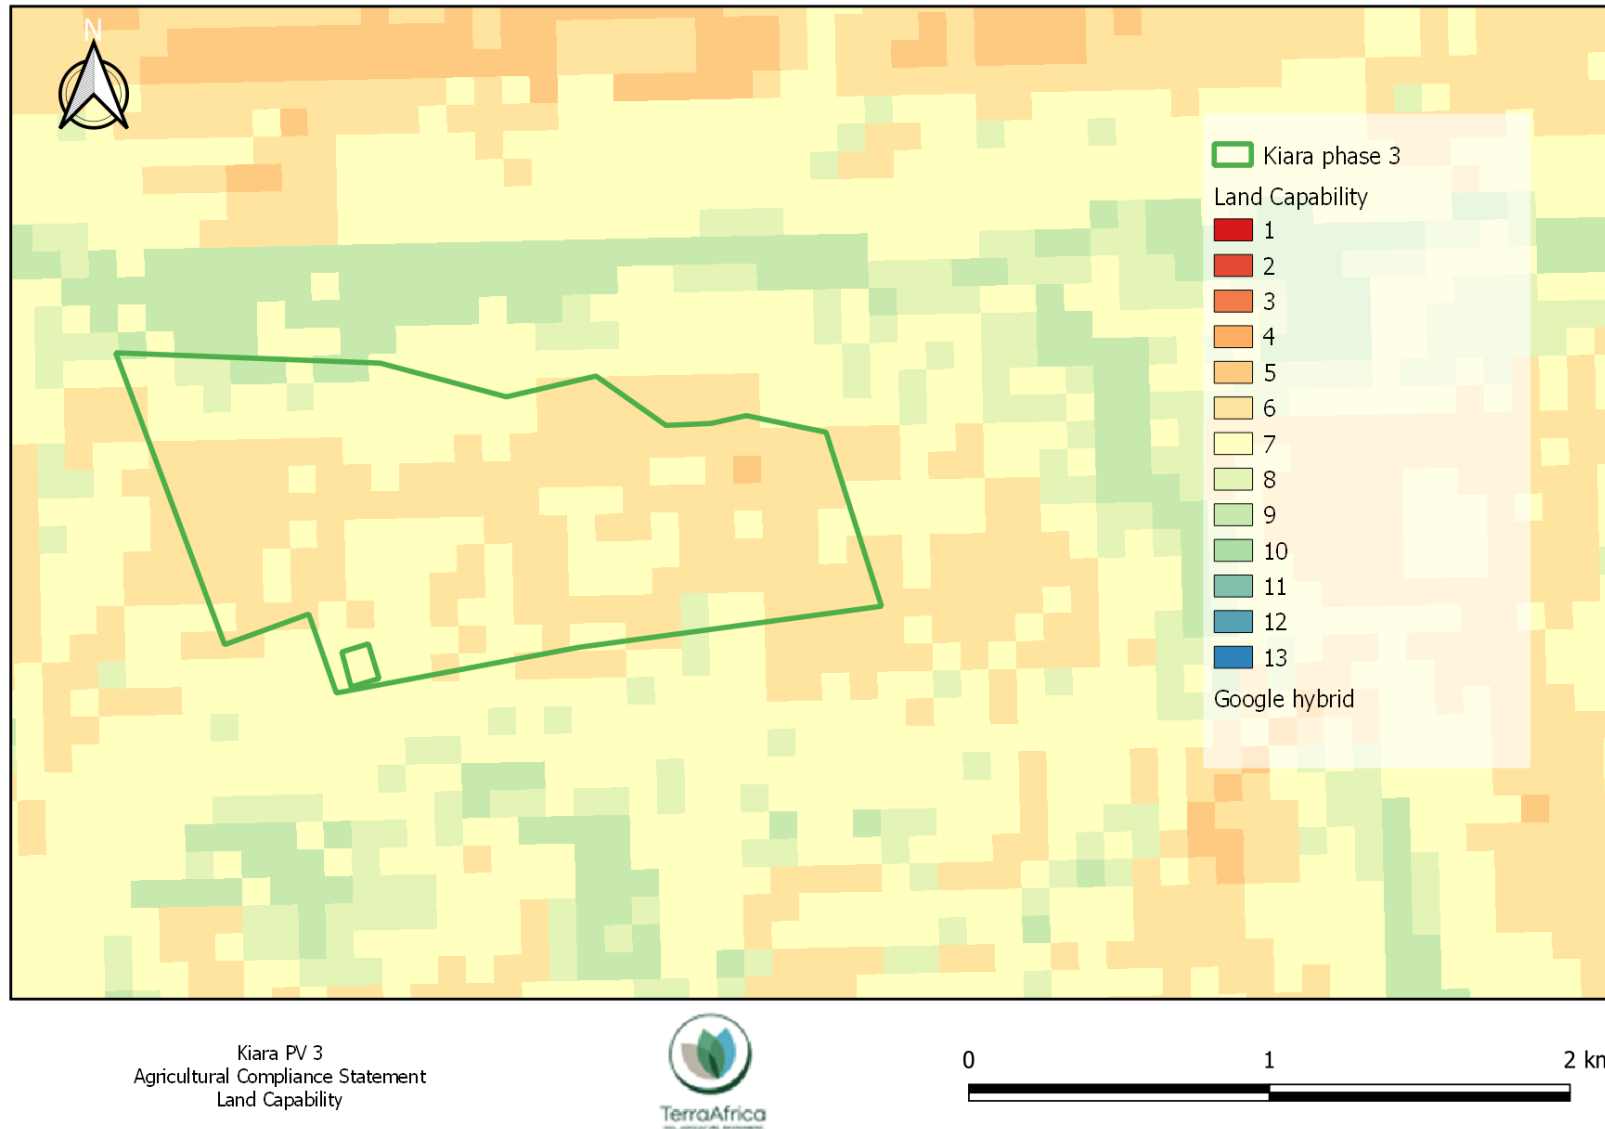 N
Kiara phase 3
Land Capability
1
2
3
4
5
6
7
8
9
10
11
12
13
Google hybrid
Kiara PV 3
Agricultural Compliance Statement
Land Capability
TerraAfrica
0 1 2 km